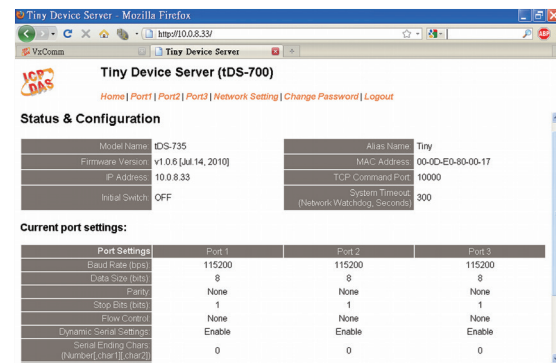 Tiny Device Server - Mozilla Firefox
http://10.0.8.33/
ABP
VxComm
Tiny Device Server
ICP DAS
Tiny Device Server (tDS-700)
Home | Port1 | Port2 | Port3 | Network Setting | Change Password | Logout
Status & Configuration
Model Name: tDS-735 Alias Name: Tiny
Firmware Version: v1.0.6 [Jul.14, 2010] MAC Address: 00-0D-E0-80-00-17
IP Address: 10.0.8.33 TCP Command Port: 10000
Initial Switch: OFF System Timeout: (Network Watchdog, Seconds) 300
Current port settings:
Port Settings Port 1 Port 2 Port 3
Baud Rate (bps): 115200 115200 115200
Data Size (bits): 8 8 8
Parity: None None None
Stop Bits (bits): 1 1 1
Flow Control: None None None
Dynamic Serial Settings: Enable Enable Enable
Serial Ending Chars:
(Number[,char1][,char2]) 0 0 0